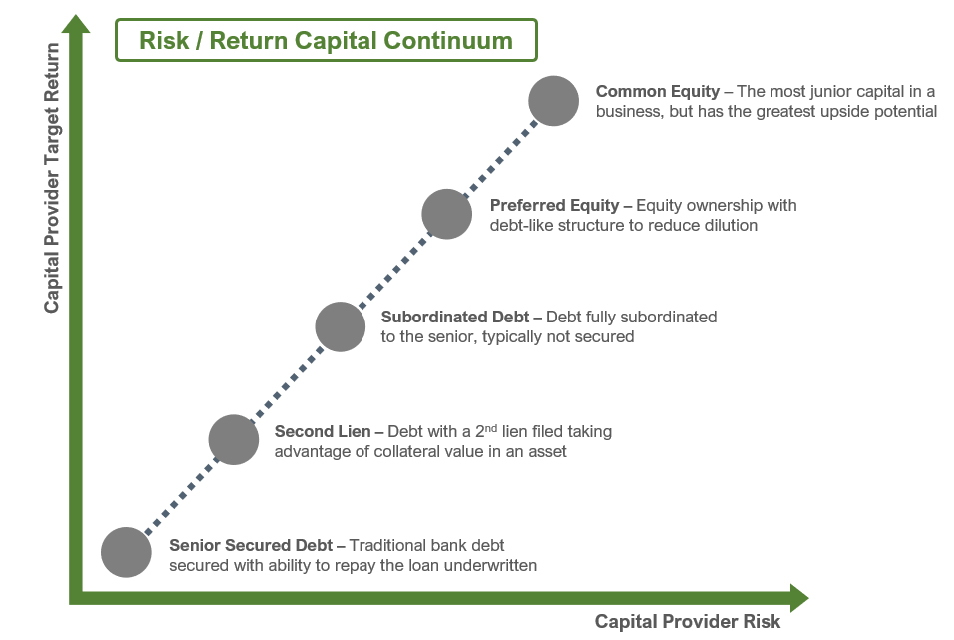 Risk / Return Capital Continuum
Capital Provider Target Return
Common Equity – The most junior capital in a
business, but has the greatest upside potential
Preferred Equity – Equity ownership with
debt-like structure to reduce dilution
Subordinated Debt – Debt fully subordinated
to the senior, typically not secured
Second Lien – Debt with a 2nd lien filed taking
advantage of collateral value in an asset
Senior Secured Debt – Traditional bank debt
secured with ability to repay the loan underwritten
Capital Provider Risk